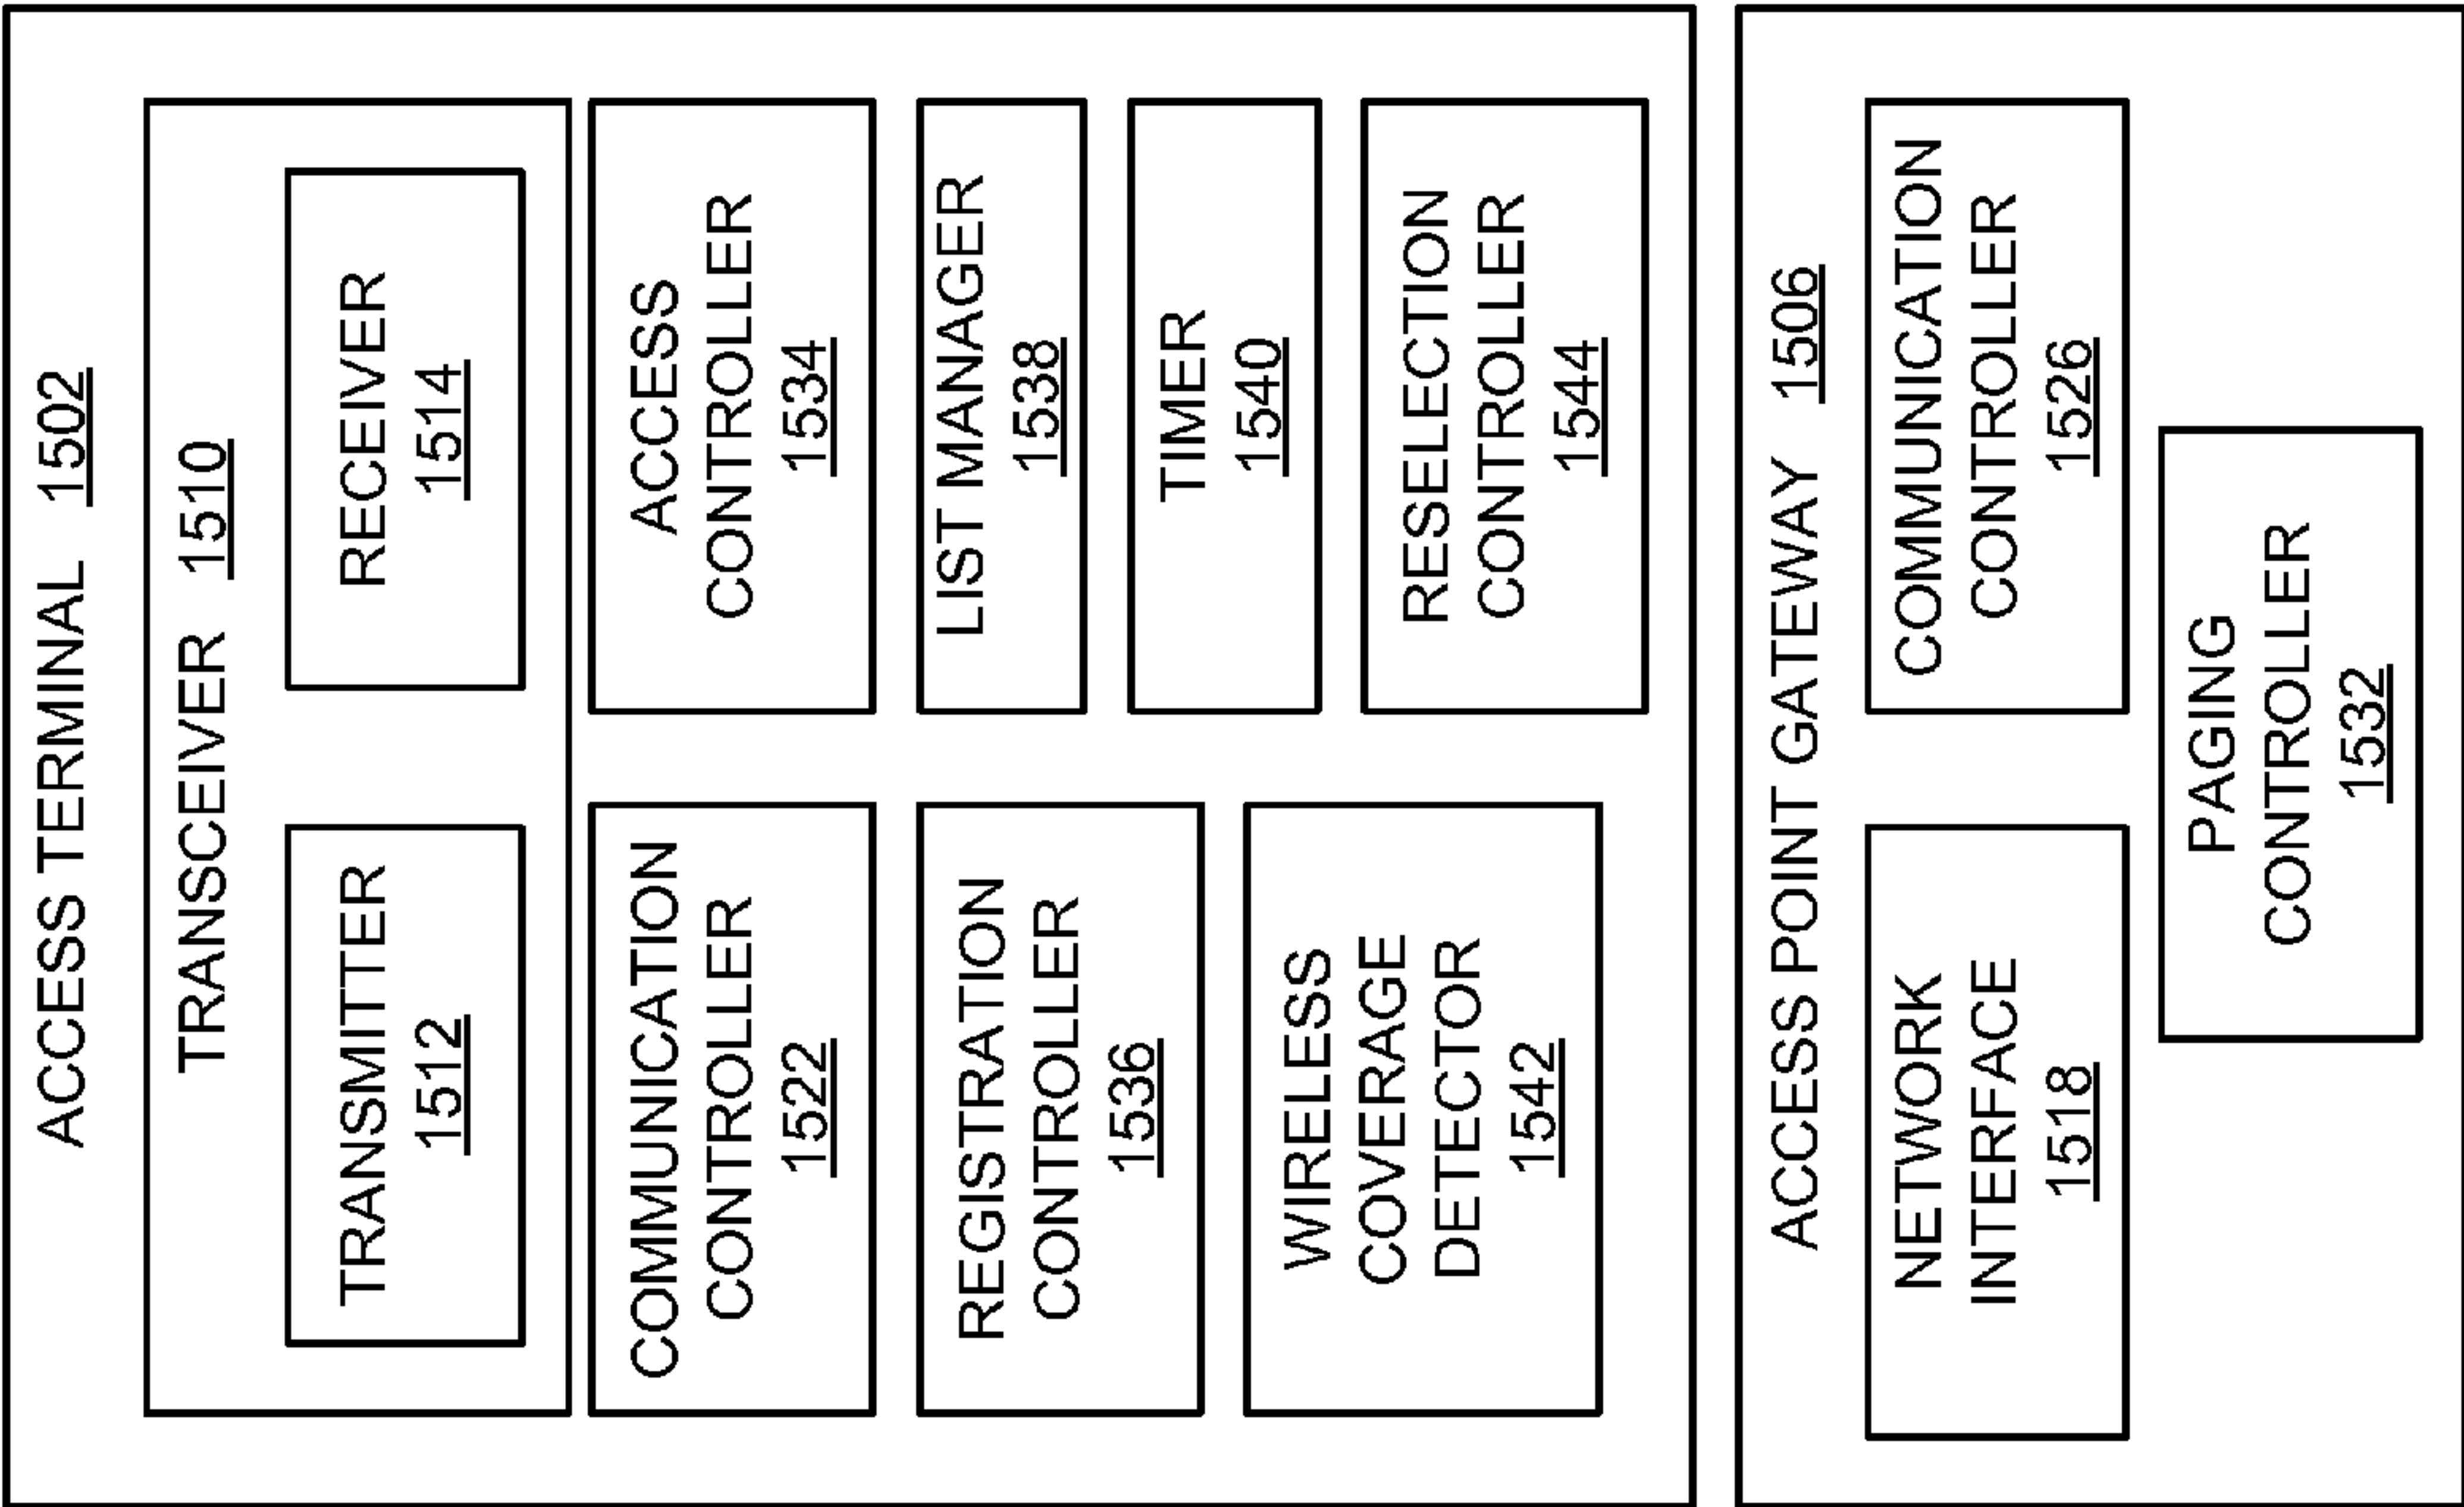 ACCESS TERMINAL 1502
TRANSCEIVER 1510
TRANSMITTER
1512
RECEIVER
1514
COMMUNICATION
CONTROLLER
1522
ACCESS
CONTROLLER
1534
REGISTRATION
CONTROLLER
1536
LIST MANAGER
1538
TIMER
1540
WIRELESS
COVERAGE
DETECTOR
1542
RESELECTION
CONTROLLER
1544
ACCESS POINT GATEWAY 1506
NETWORK
INTERFACE
1518
COMMUNICATION
CONTROLLER
1526
PAGING
CONTROLLER
1532